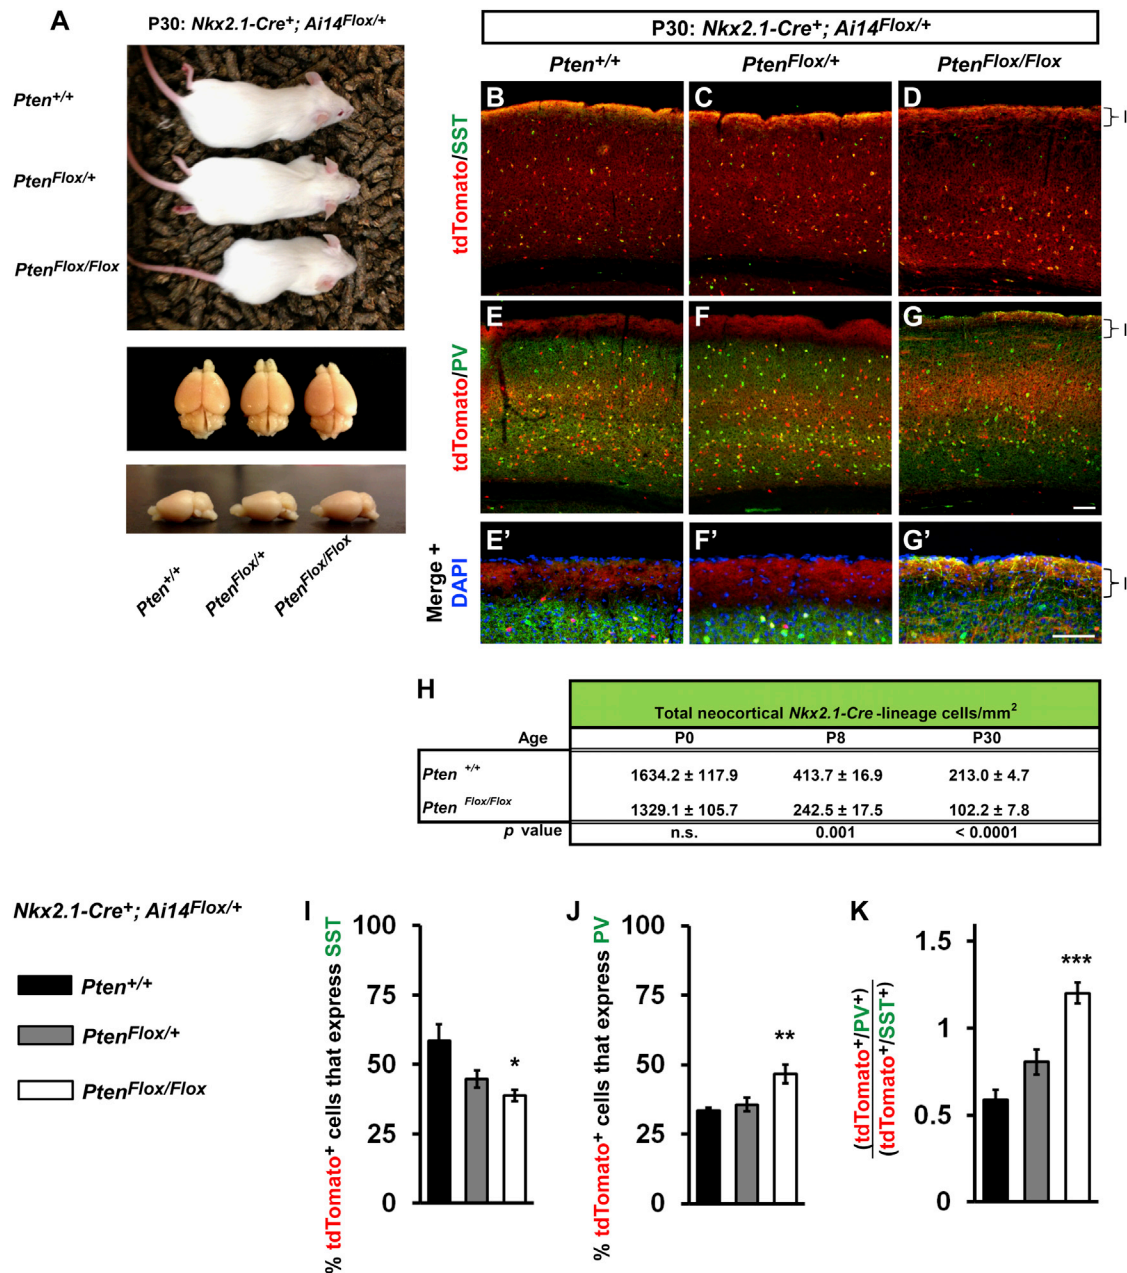 A
P30: Nkx2.1-Cre+; Ai14Flox/+
Pten+/+
PtenFlox/+
PtenFlox/Flox
Pten+/+
PtenFlox/+
PtenFlox/Flox
P30: Nkx2.1-Cre+; Ai14Flox/+
Pten+/+ PtenFlox/+ PtenFlox/Flox
tdTomato/SST
B C D I
tdTomato/PV
E F G I
Merge + DAPI
E' F' G' I
H
Total neocortical Nkx2.1-Cre -lineage cells/mm2
Age P0 P8 P30
Pten +/+ 1634.2 ± 117.9 413.7 ± 16.9 213.0 ± 4.7
Pten Flox/Flox 1329.1 ± 105.7 242.5 ± 17.5 102.2 ± 7.8
p value n.s. 0.001 < 0.0001
Nkx2.1-Cre+; Ai14Flox/+
Pten+/+
PtenFlox/+
PtenFlox/Flox
I
% tdTomato+ cells that express SST
100
75
50
25
0
*
J
% tdTomato+ cells that express PV
100
75
50
25
0
**
K
(tdTomato+/PV+)
(tdTomato+/SST+)
1.5
1
0.5
0
***